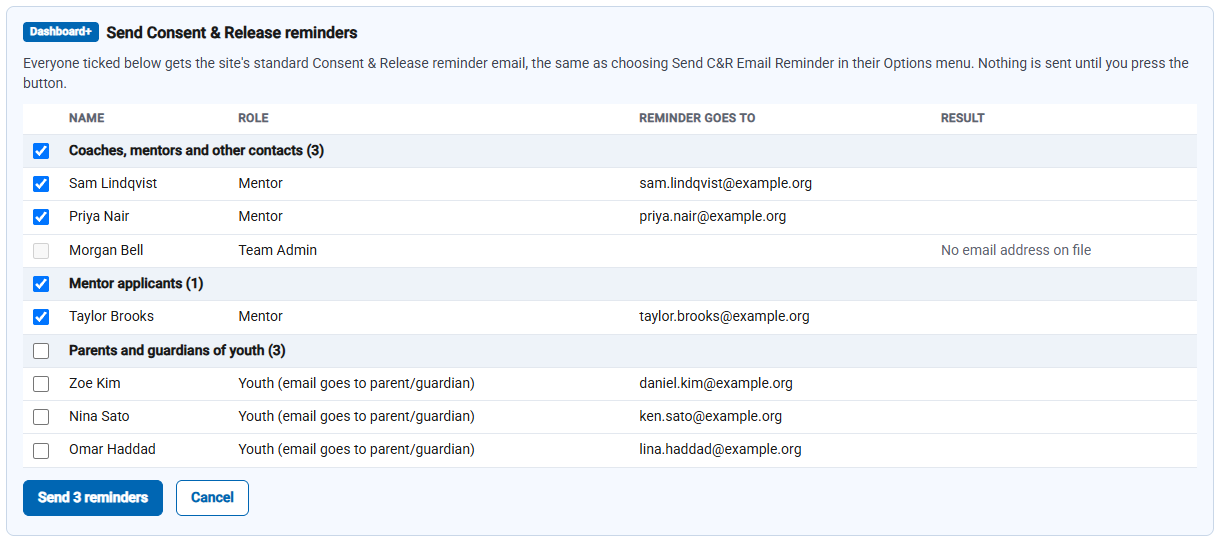 Dashboard+ Send Consent & Release reminders
Everyone ticked below gets the site's standard Consent & Release reminder email, the same as choosing Send C&R Email Reminder in their Options menu. Nothing is sent until you press the
button.
NAME ROLE REMINDER GOES TO RESULT
Coaches, mentors and other contacts (3)
Sam Lindqvist Mentor sam.lindqvist@example.org
Priya Nair Mentor priya.nair@example.org
Morgan Bell Team Admin No email address on file
Mentor applicants (1)
Taylor Brooks Mentor taylor.brooks@example.org
Parents and guardians of youth (3)
Zoe Kim Youth (email goes to parent/guardian) daniel.kim@example.org
Nina Sato Youth (email goes to parent/guardian) ken.sato@example.org
Omar Haddad Youth (email goes to parent/guardian) lina.haddad@example.org
Send 3 reminders Cancel